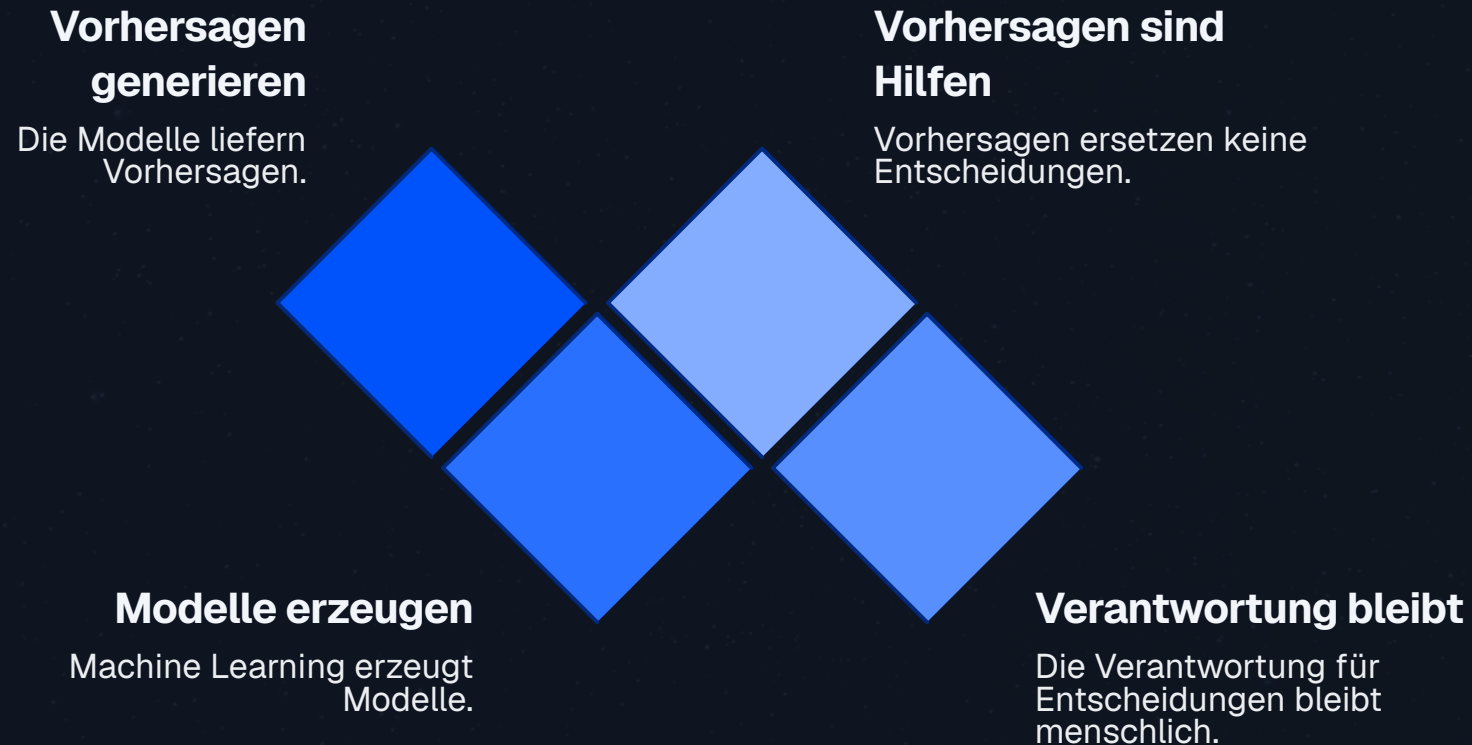 Vorhersagen
generieren
Die Modelle liefern
Vorhersagen.
Vorhersagen sind
Hilfen
Vorhersagen ersetzen keine
Entscheidungen.
Modelle erzeugen
Machine Learning erzeugt
Modelle.
Verantwortung bleibt
Die Verantwortung für
Entscheidungen bleibt
menschlich.